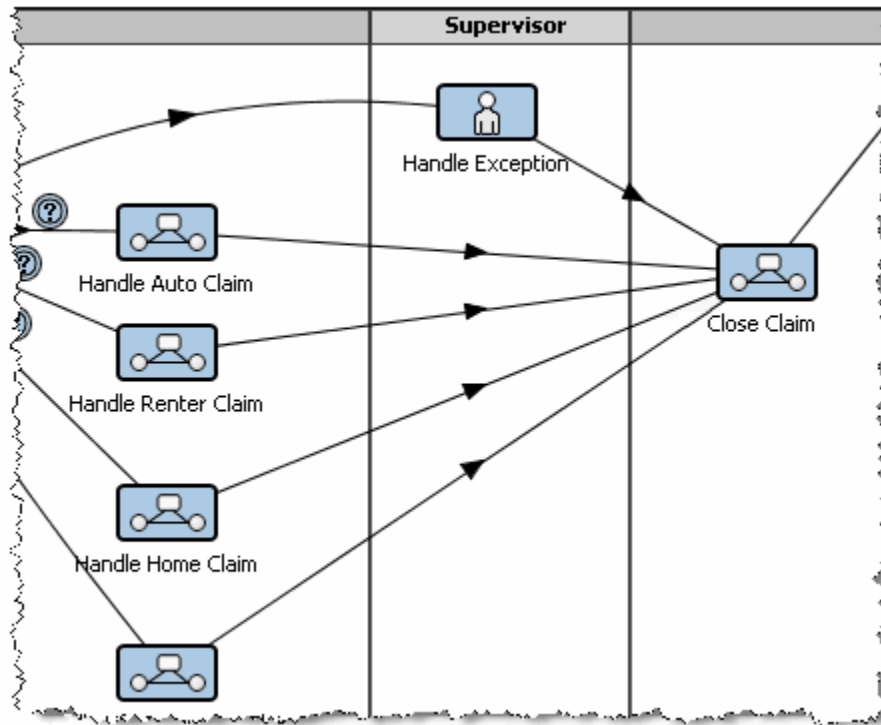 Supervisor
Handle Exception
?
Handle Auto Claim
?
Close Claim
Handle Renter Claim
Handle Home Claim